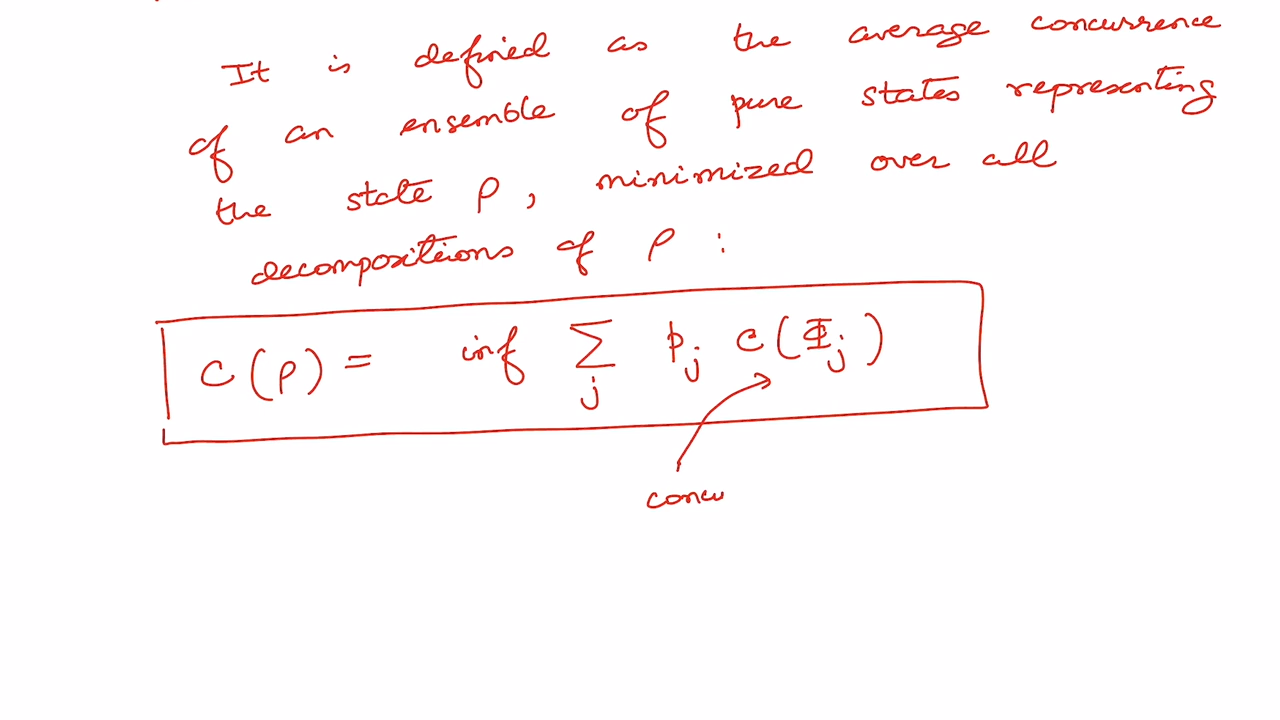 It is defined as the average concurrence
of an ensemble of pure states representing
the state ρ, minimized over all
decompositions of ρ :
C(ρ) = inf Σ_j p_j c(Φ_j)
concu